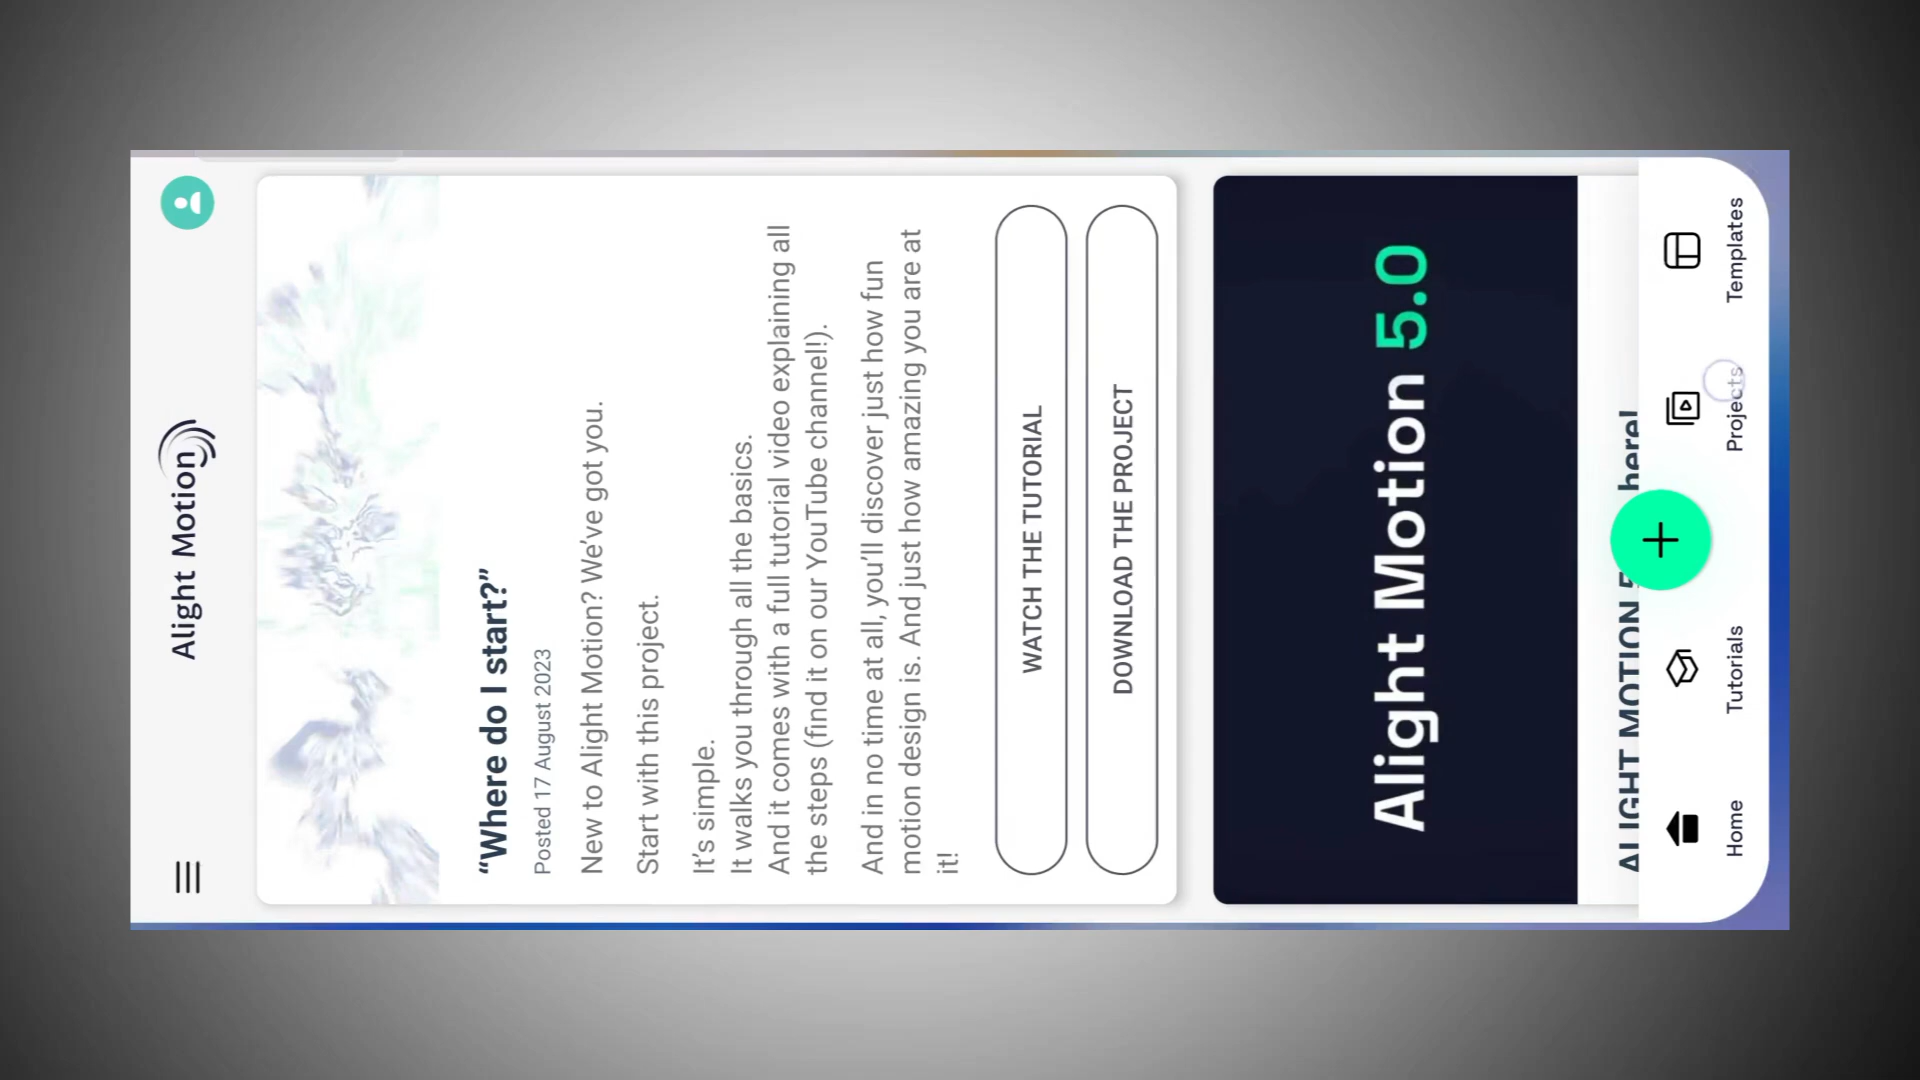 Alight Motion
“Where do I start?”
Posted 17 August 2023
New to Alight Motion? We’ve got you.
Start with this project.
It’s simple.
It walks you through all the basics.
And it comes with a full tutorial video explaining all
the steps (find it on our YouTube channel!).
And in no time at all, you’ll discover just how fun
motion design is. And just how amazing you are at
it!
WATCH THE TUTORIAL
DOWNLOAD THE PROJECT
Alight Motion 5.0
ALIGHT MOTION 5 here!
Home
Tutorials
Projects
Templates